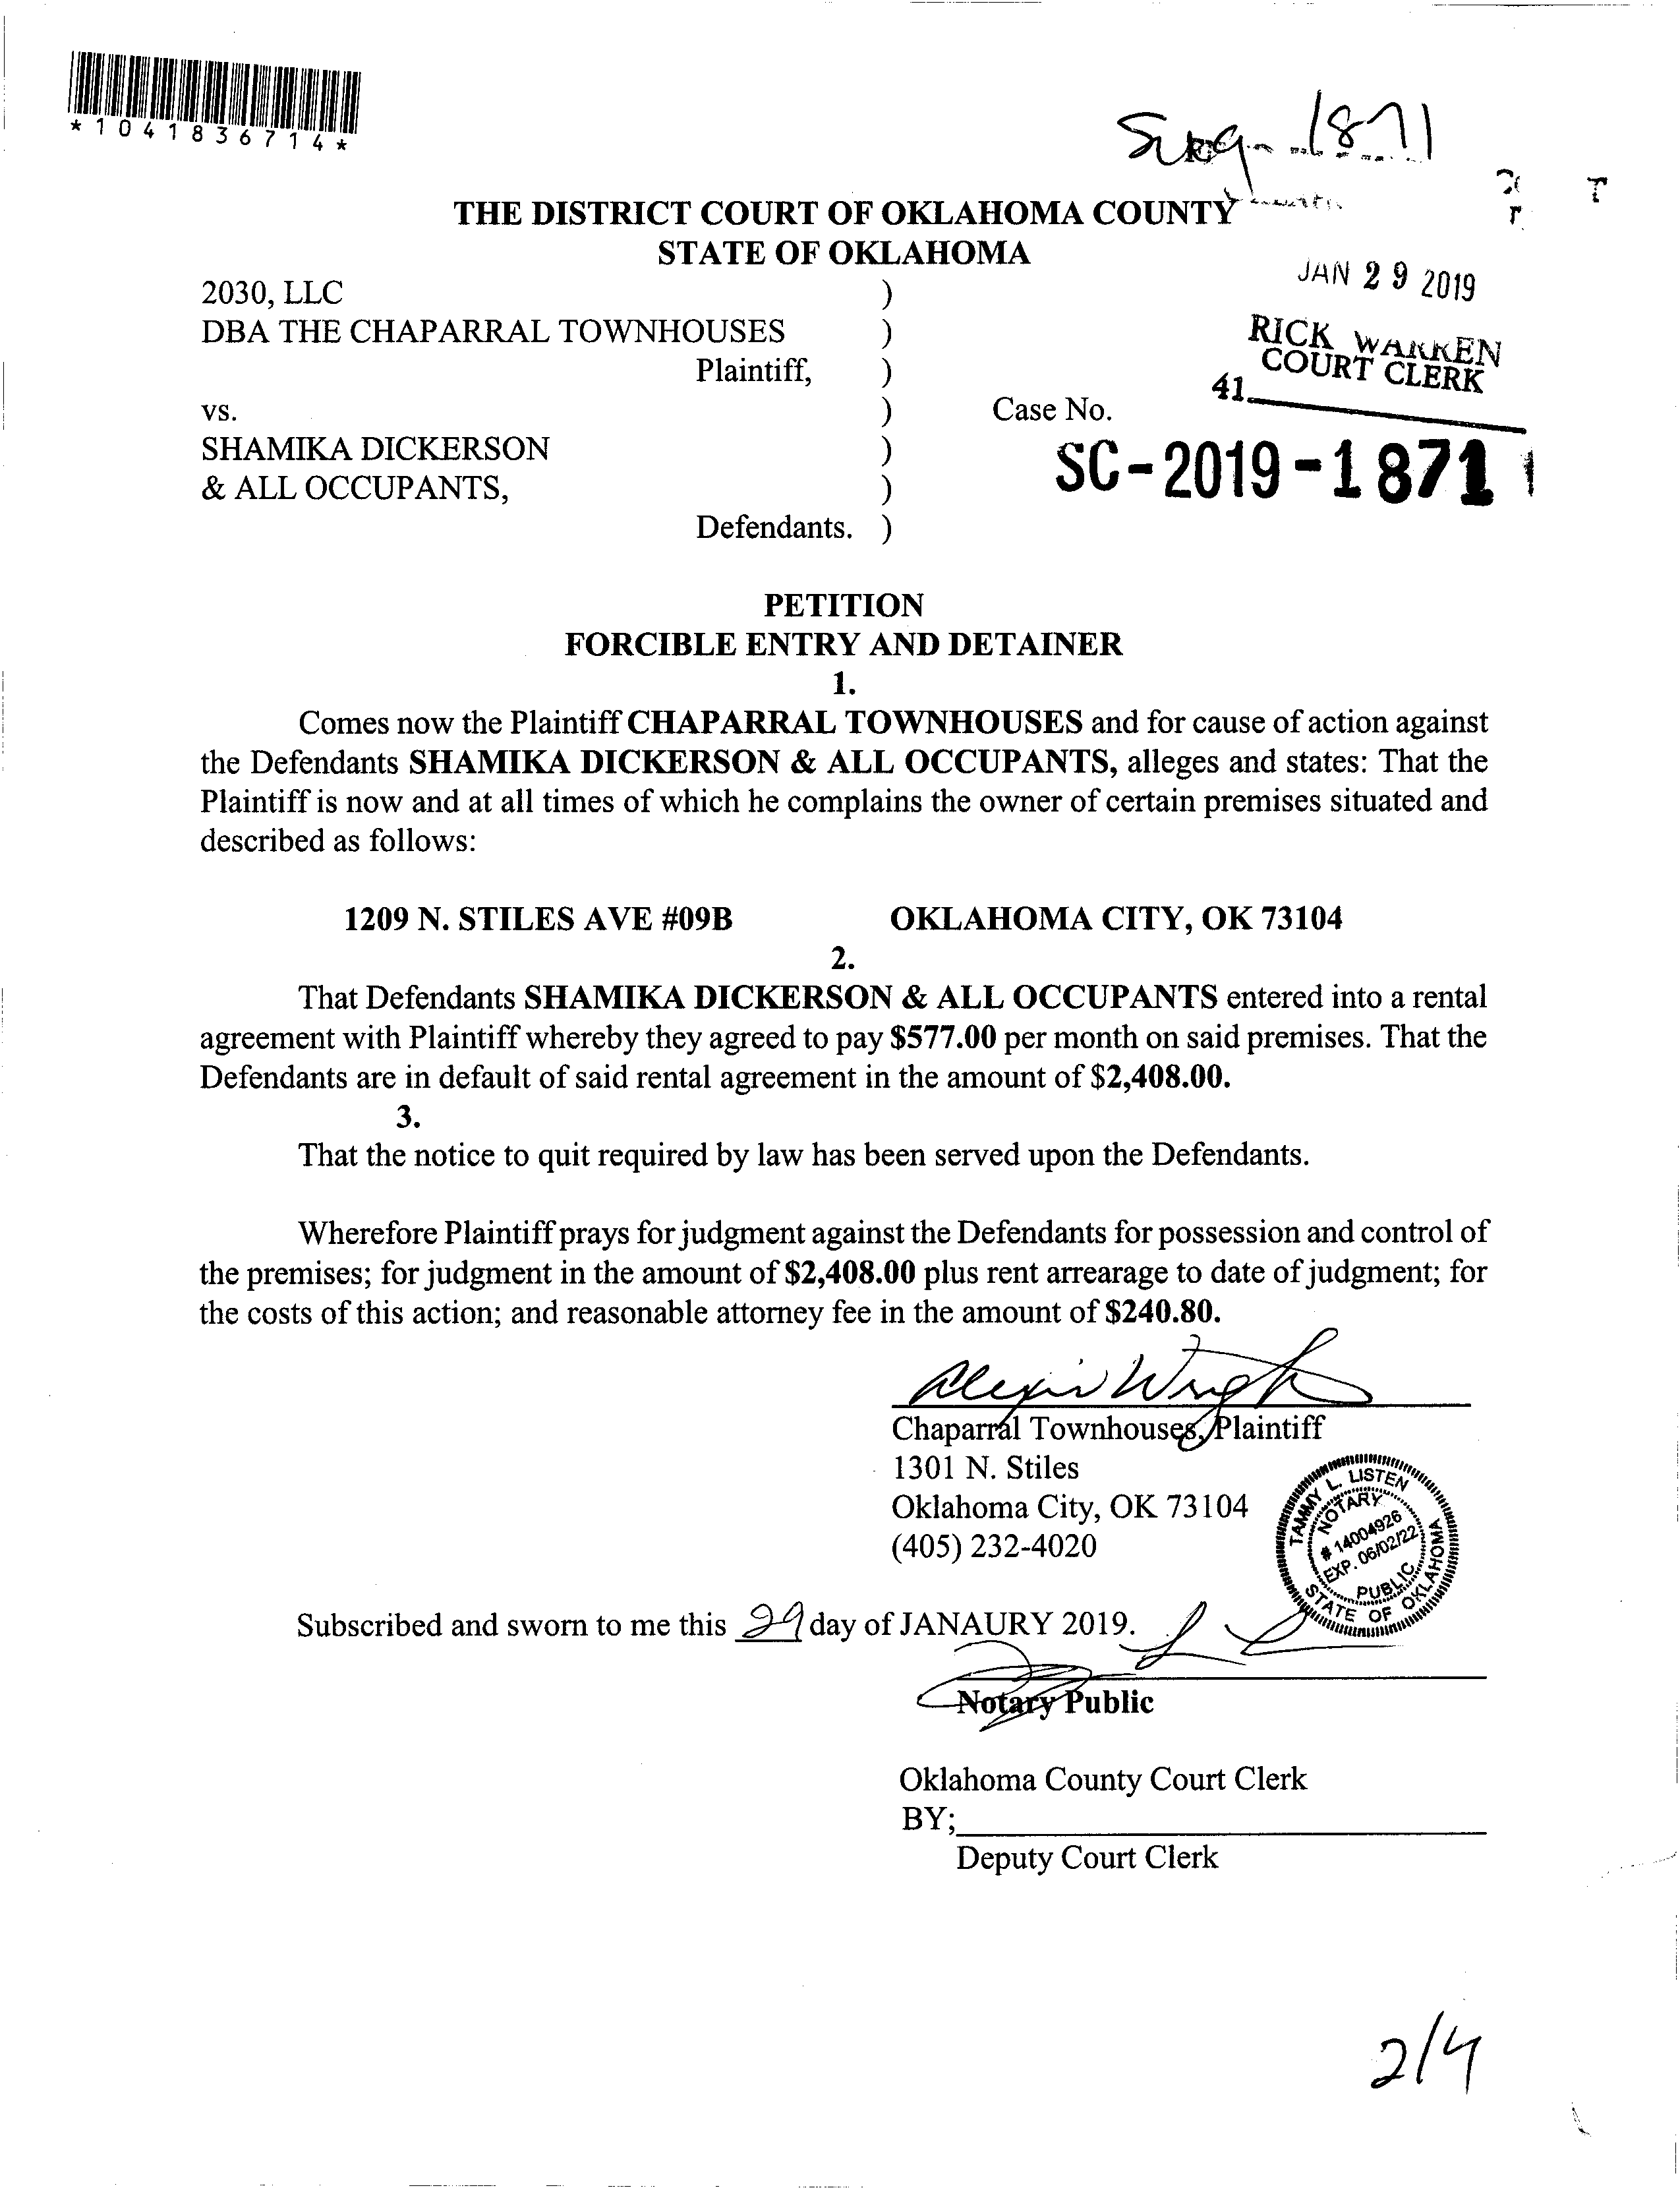 *1041836714*
1871
THE DISTRICT COURT OF OKLAHOMA COUNTY
STATE OF OKLAHOMA
JAN 29 2019
RICK WARREN
COURT CLERK
41
2030, LLC )
DBA THE CHAPARRAL TOWNHOUSES )
Plaintiff, )
vs. ) Case No.
SHAMIKA DICKERSON ) SC-2019-1871
& ALL OCCUPANTS, )
Defendants. )
PETITION
FORCIBLE ENTRY AND DETAINER
1.
Comes now the Plaintiff CHAPARRAL TOWNHOUSES and for cause of action against
the Defendants SHAMIKA DICKERSON & ALL OCCUPANTS, alleges and states: That the
Plaintiff is now and at all times of which he complains the owner of certain premises situated and
described as follows:
1209 N. STILES AVE #09B OKLAHOMA CITY, OK 73104
2.
That Defendants SHAMIKA DICKERSON & ALL OCCUPANTS entered into a rental
agreement with Plaintiff whereby they agreed to pay $577.00 per month on said premises. That the
Defendants are in default of said rental agreement in the amount of $2,408.00.
3.
That the notice to quit required by law has been served upon the Defendants.
Wherefore Plaintiff prays for judgment against the Defendants for possession and control of
the premises; for judgment in the amount of $2,408.00 plus rent arrearage to date of judgment; for
the costs of this action; and reasonable attorney fee in the amount of $240.80.
Alexis Wright
Chaparral Townhouses, Plaintiff
1301 N. Stiles
Oklahoma City, OK 73104
(405) 232-4020
TAMMY L. LISTEN
NOTARY
# 14004926
EXP. 06/02/22
PUBLIC
STATE OF OKLAHOMA
Subscribed and sworn to me this 29 day of JANAURY 2019.
Notary Public
Oklahoma County Court Clerk
BY;
Deputy Court Clerk
2/4